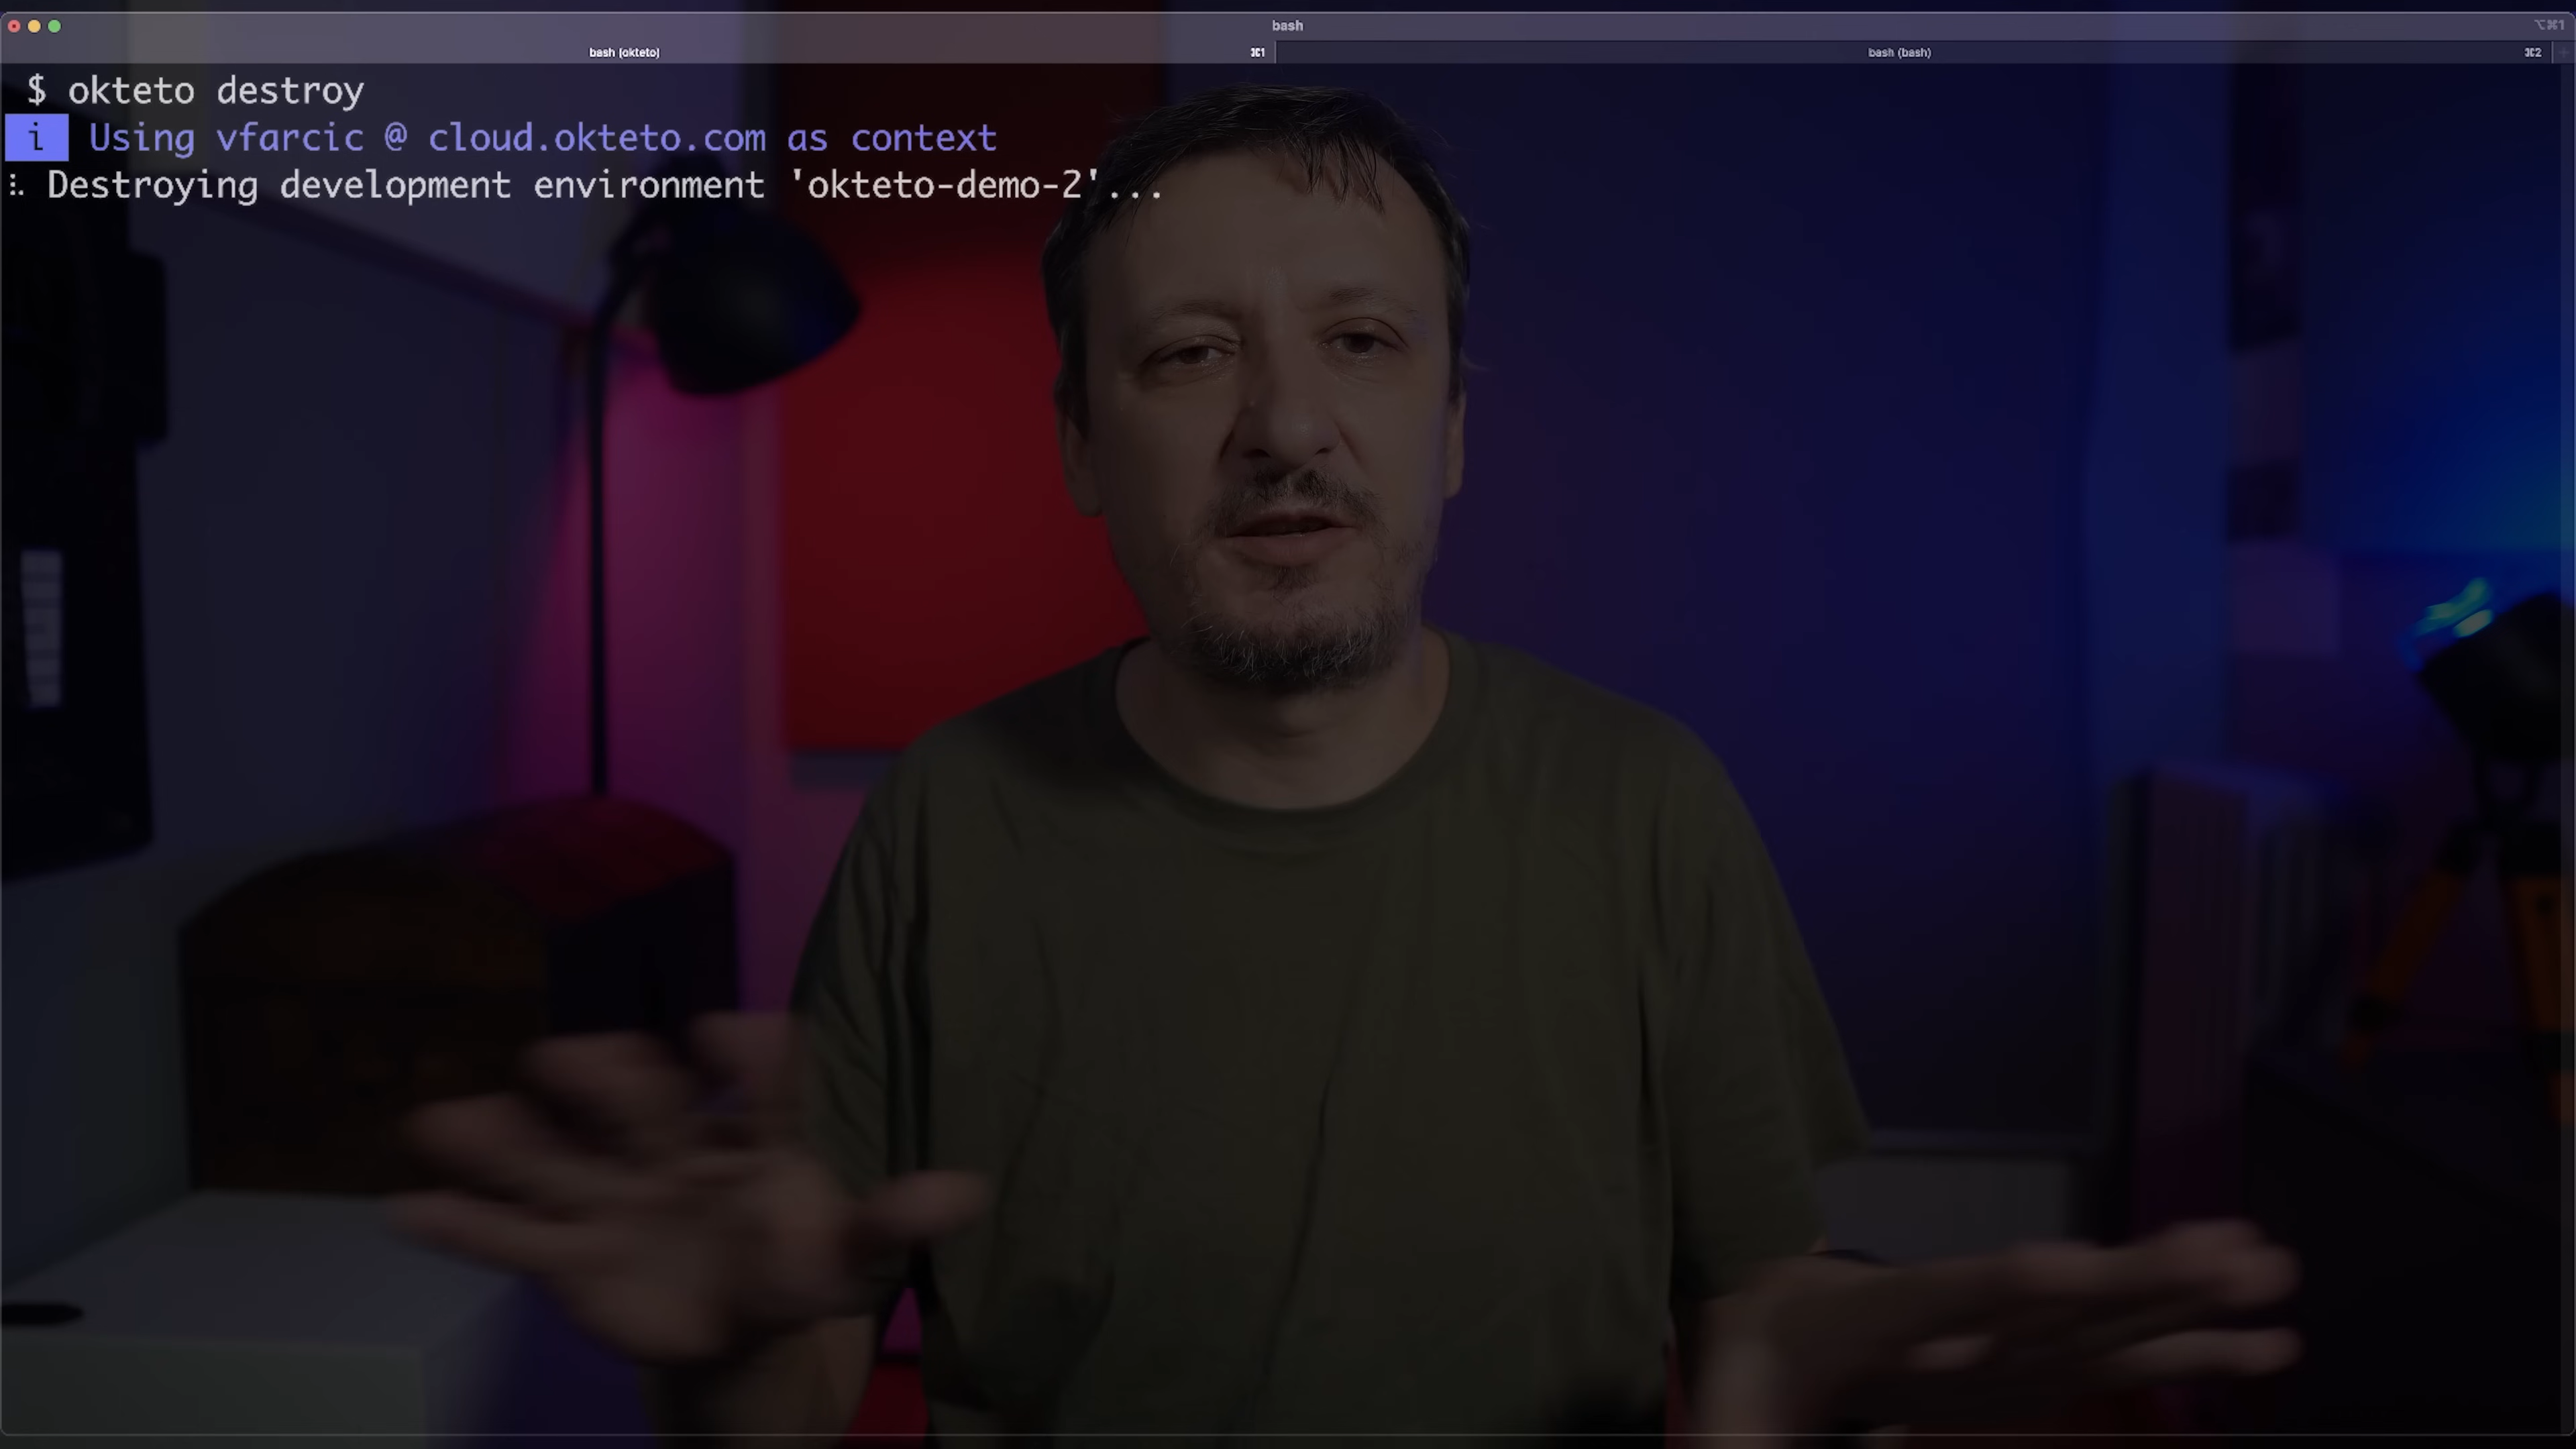 bash
⌥⌘1
bash (okteto)
⌘1
bash (bash)
⌘2
$ okteto destroy
i Using vfarcic @ cloud.okteto.com as context
Destroying development environment 'okteto-demo-2'...